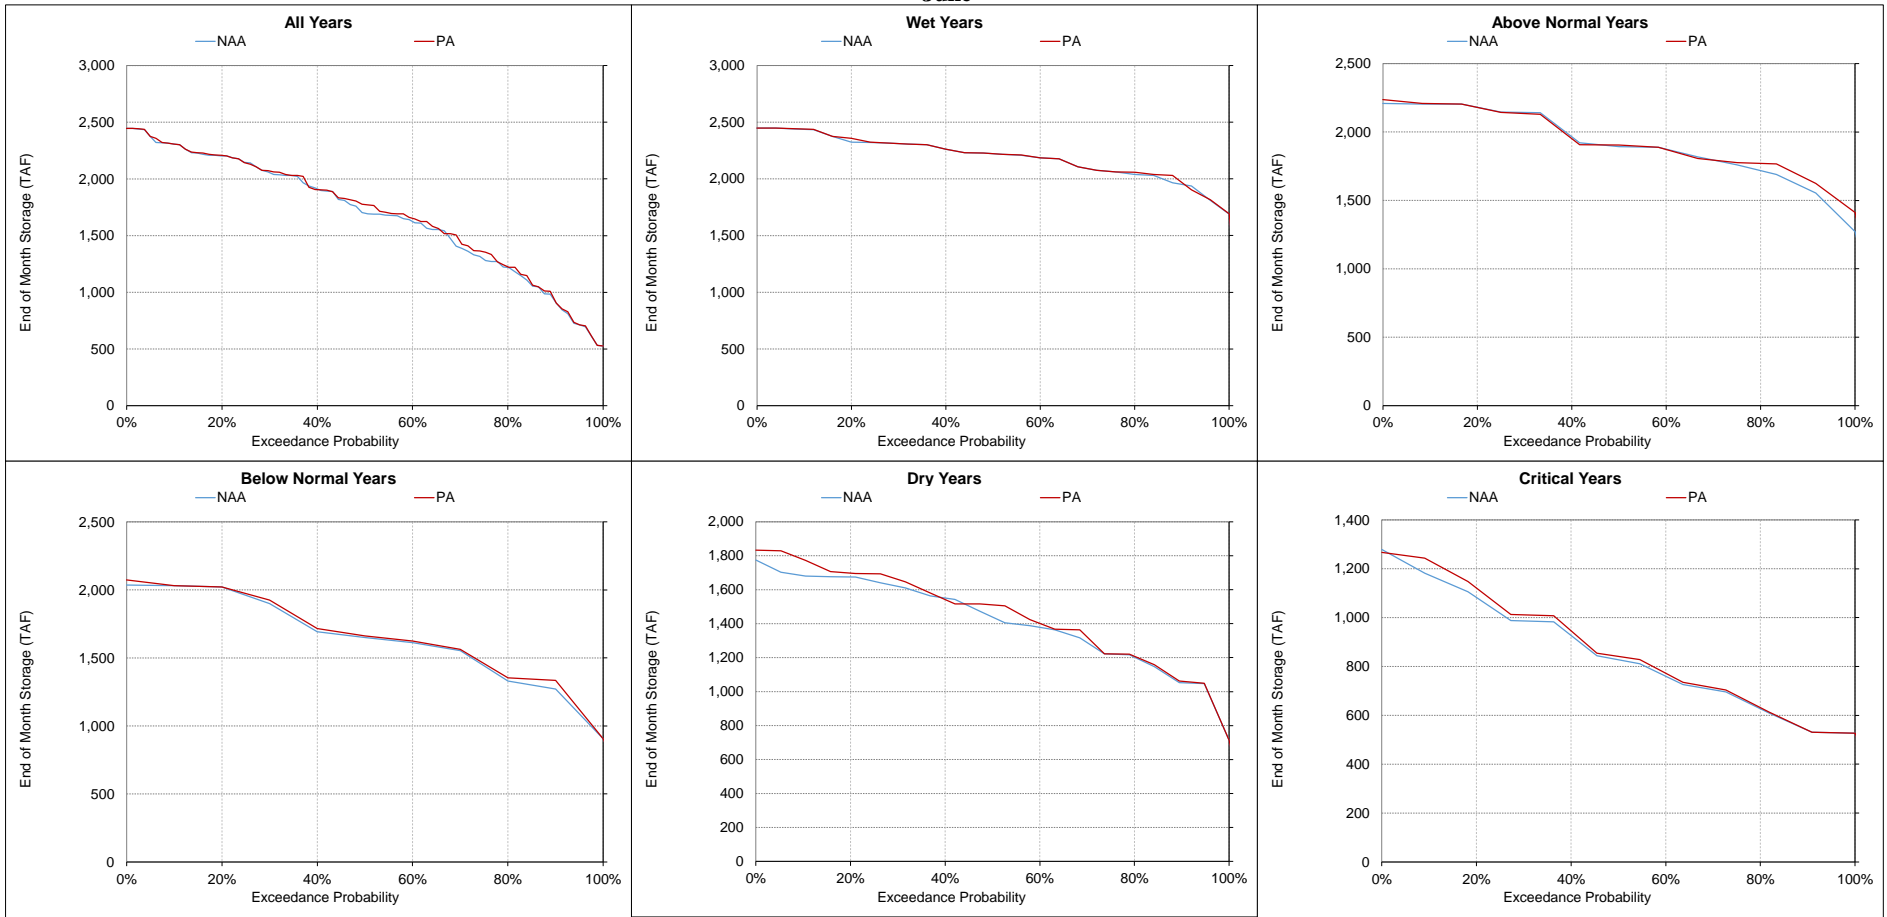 All Years
NAA PA
3,000
2,500
2,000
1,500
1,000
500
0
0% 20% 40% 60% 80% 100%
Exceedance Probability
End of Month Storage (TAF)
Wet Years
NAA PA
3,000
2,500
2,000
1,500
1,000
500
0
0% 20% 40% 60% 80% 100%
Exceedance Probability
End of Month Storage (TAF)
Above Normal Years
NAA PA
2,500
2,000
1,500
1,000
500
0
0% 20% 40% 60% 80% 100%
Exceedance Probability
End of Month Storage (TAF)
Below Normal Years
NAA PA
2,500
2,000
1,500
1,000
500
0
0% 20% 40% 60% 80% 100%
Exceedance Probability
End of Month Storage (TAF)
Dry Years
NAA PA
2,000
1,800
1,600
1,400
1,200
1,000
800
600
400
200
0
0% 20% 40% 60% 80% 100%
Exceedance Probability
End of Month Storage (TAF)
Critical Years
NAA PA
1,400
1,200
1,000
800
600
400
200
0
0% 20% 40% 60% 80% 100%
Exceedance Probability
End of Month Storage (TAF)